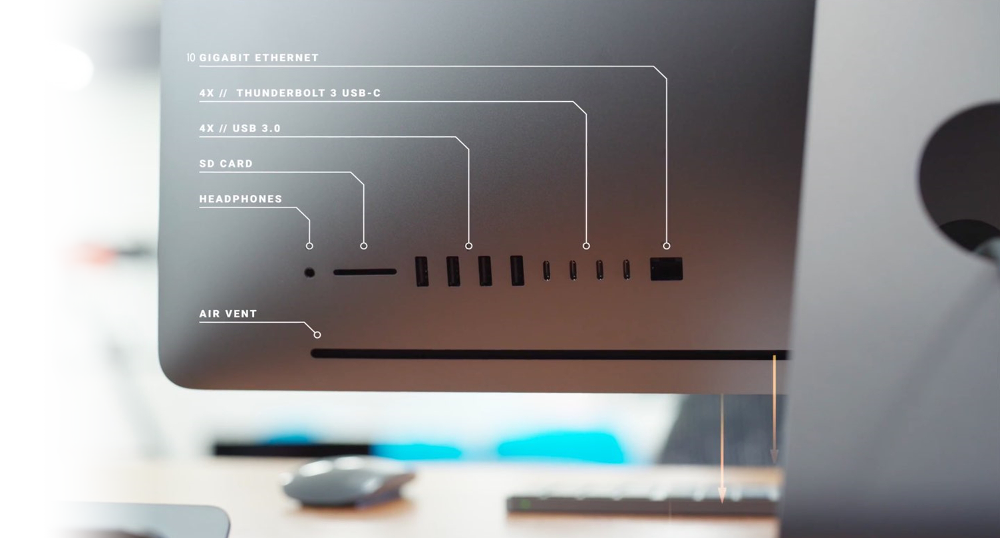 10 GIGABIT ETHERNET
4X // THUNDERBOLT 3 USB-C
4X // USB 3.0
SD CARD
HEADPHONES
AIR VENT